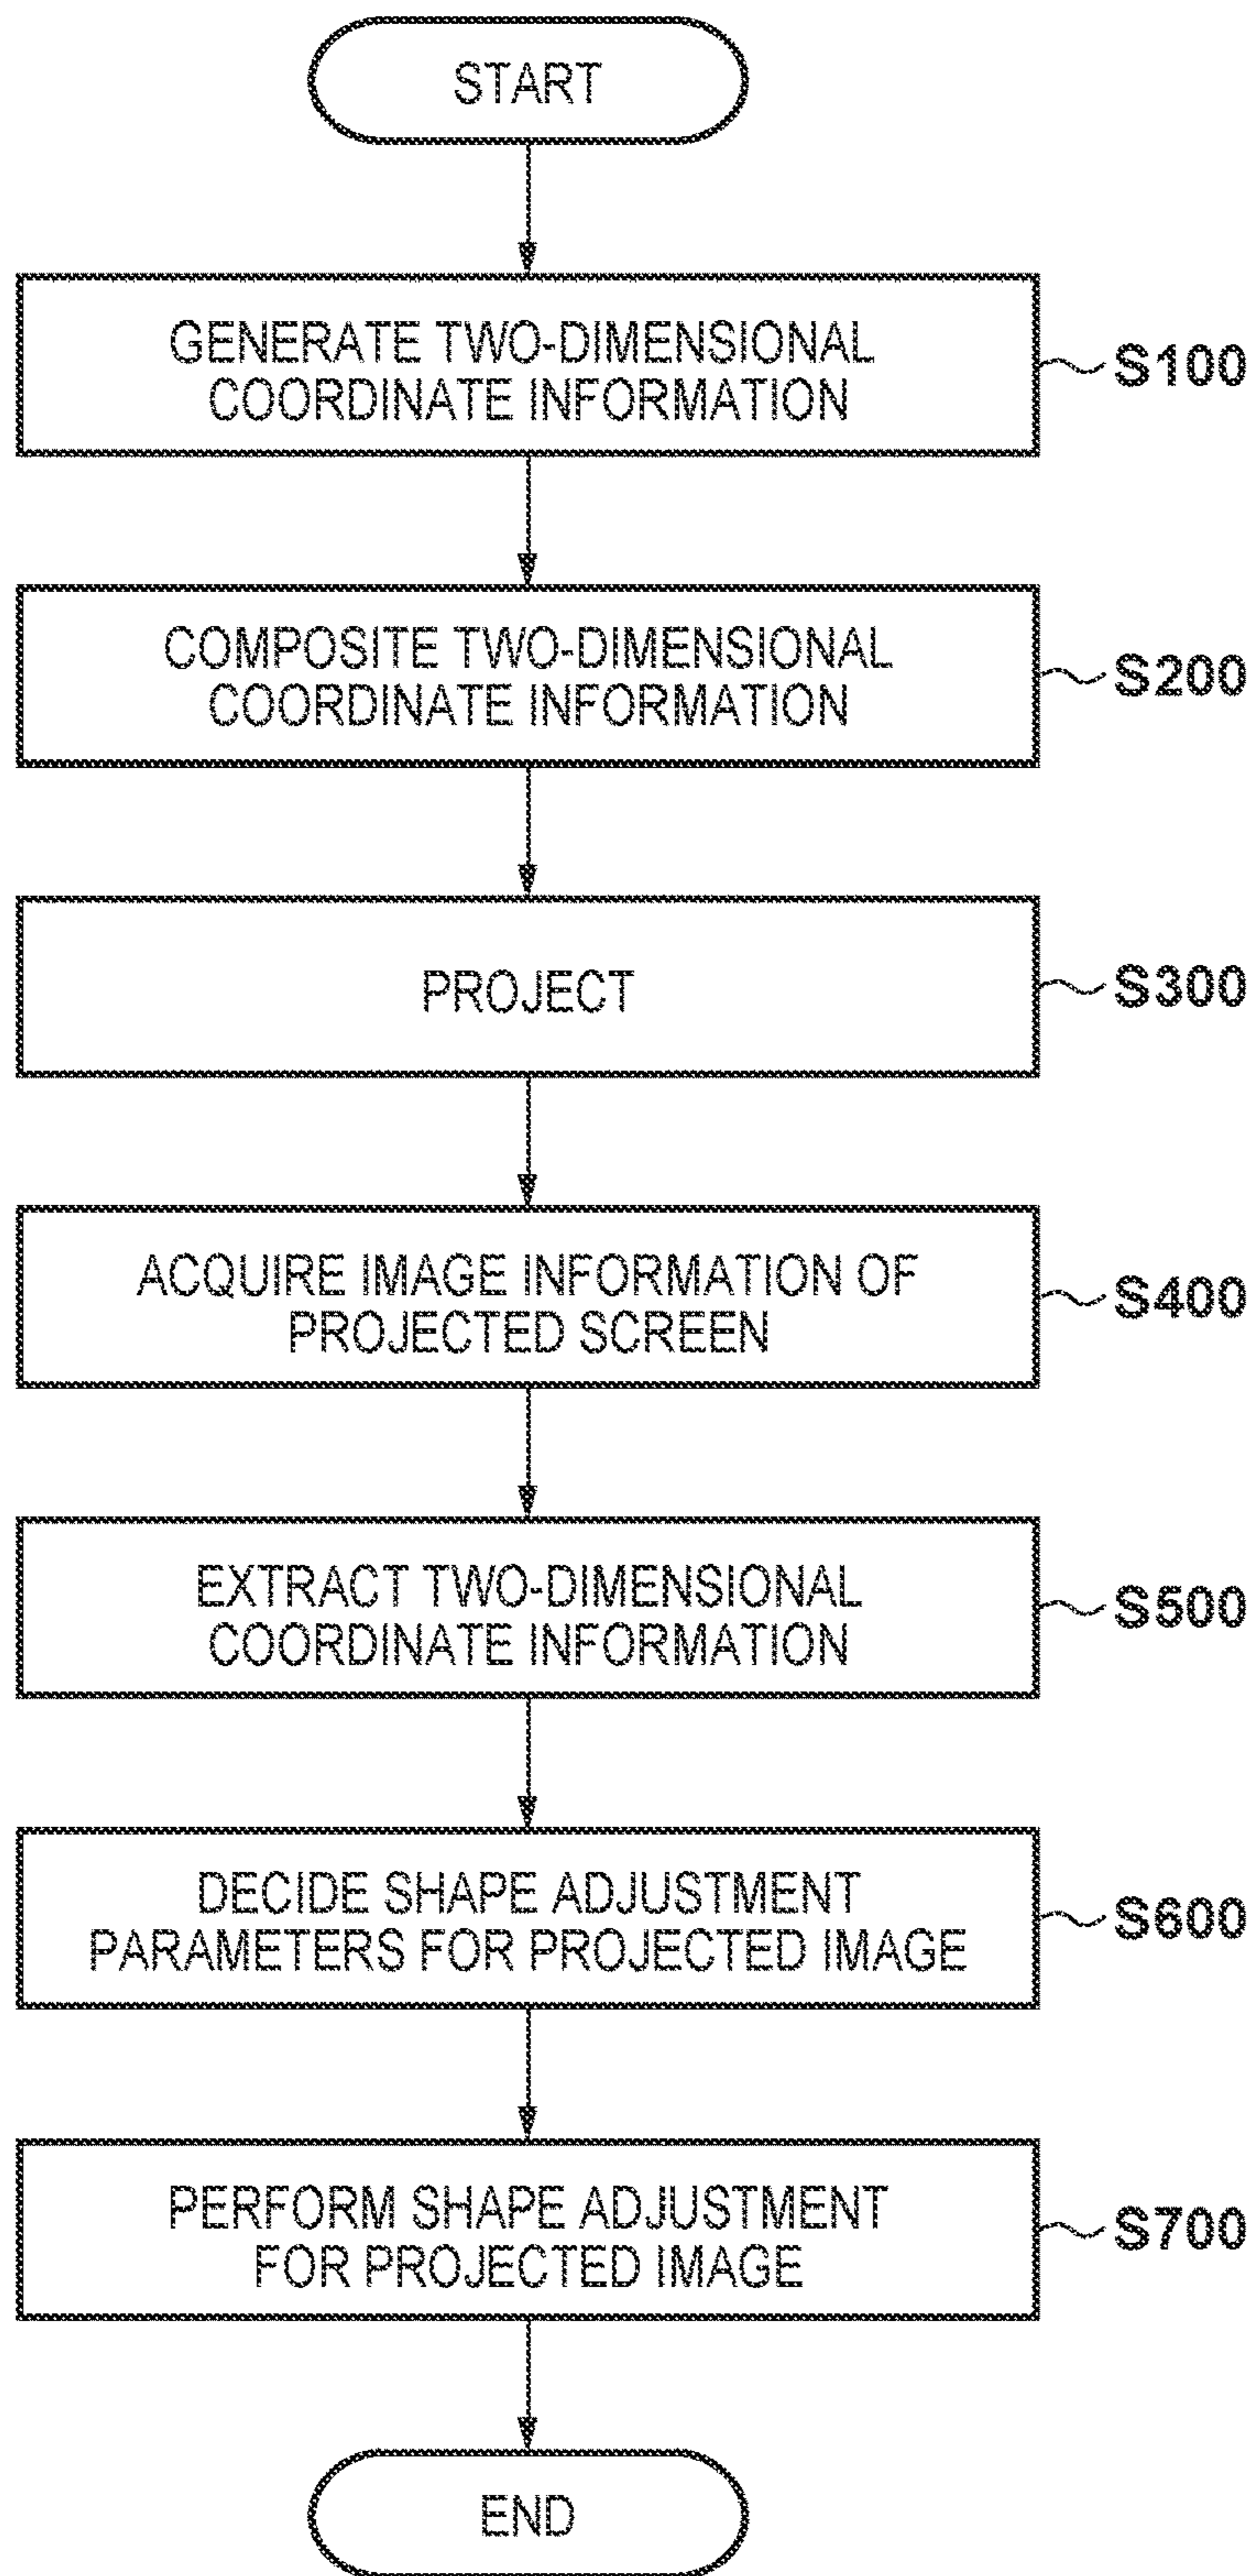 START
GENERATE TWO-DIMENSIONAL
COORDINATE INFORMATION
S100
COMPOSITE TWO-DIMENSIONAL
COORDINATE INFORMATION
S200
PROJECT
S300
ACQUIRE IMAGE INFORMATION OF
PROJECTED SCREEN
S400
EXTRACT TWO-DIMENSIONAL
COORDINATE INFORMATION
S500
DECIDE SHAPE ADJUSTMENT
PARAMETERS FOR PROJECTED IMAGE
S600
PERFORM SHAPE ADJUSTMENT
FOR PROJECTED IMAGE
S700
END